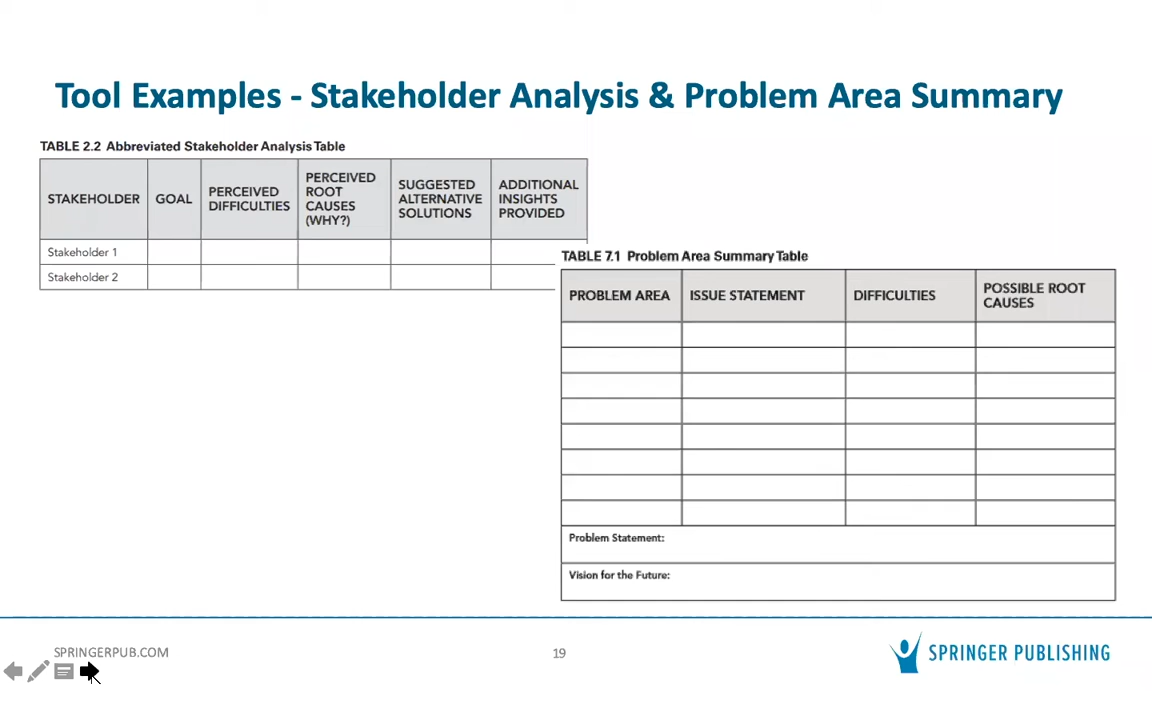 Tool Examples - Stakeholder Analysis & Problem Area Summary
TABLE 2.2 Abbreviated Stakeholder Analysis Table
STAKEHOLDER
GOAL
PERCEIVED
DIFFICULTIES
PERCEIVED
ROOT
CAUSES
(WHY?)
SUGGESTED
ALTERNATIVE
SOLUTIONS
ADDITIONAL
INSIGHTS
PROVIDED
Stakeholder 1
Stakeholder 2
TABLE 7.1 Problem Area Summary Table
PROBLEM AREA
ISSUE STATEMENT
DIFFICULTIES
POSSIBLE ROOT
CAUSES
Problem Statement:
Vision for the Future:
SPRINGERPUB.COM
19
SPRINGER PUBLISHING